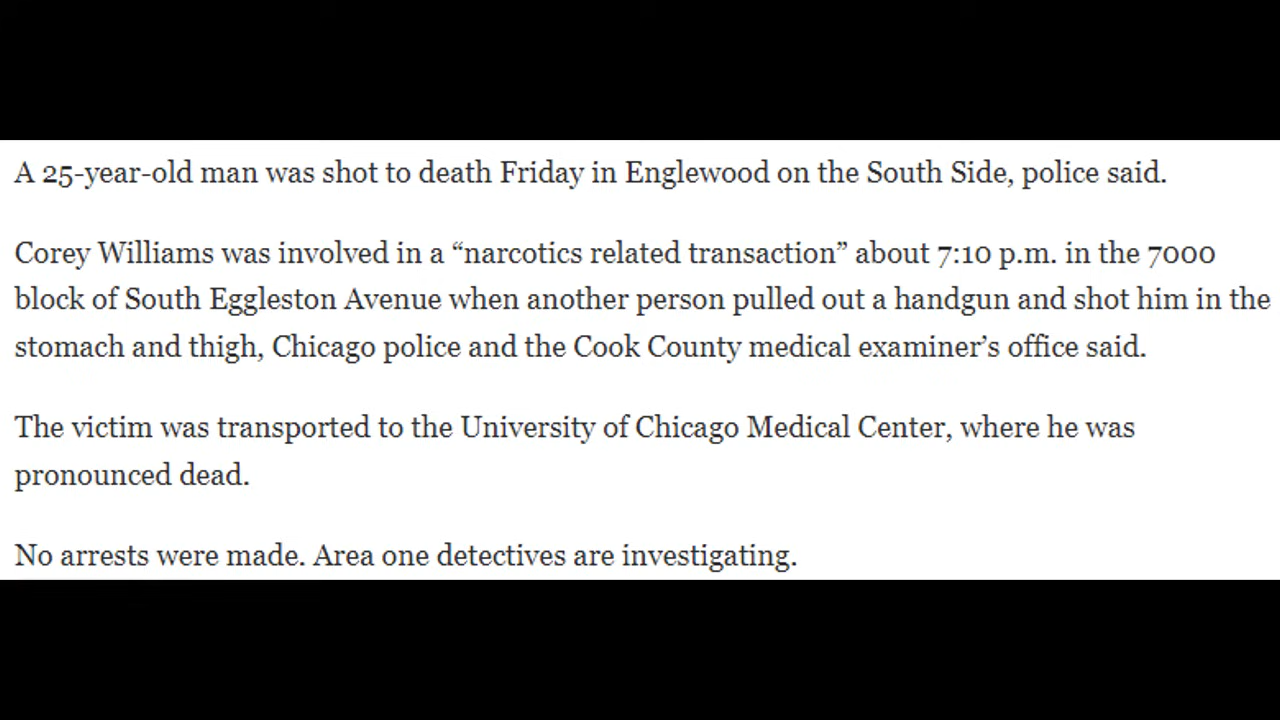 A 25-year-old man was shot to death Friday in Englewood on the South Side, police said.
Corey Williams was involved in a “narcotics related transaction” about 7:10 p.m. in the 7000
block of South Eggleston Avenue when another person pulled out a handgun and shot him in the
stomach and thigh, Chicago police and the Cook County medical examiner’s office said.
The victim was transported to the University of Chicago Medical Center, where he was
pronounced dead.
No arrests were made. Area one detectives are investigating.